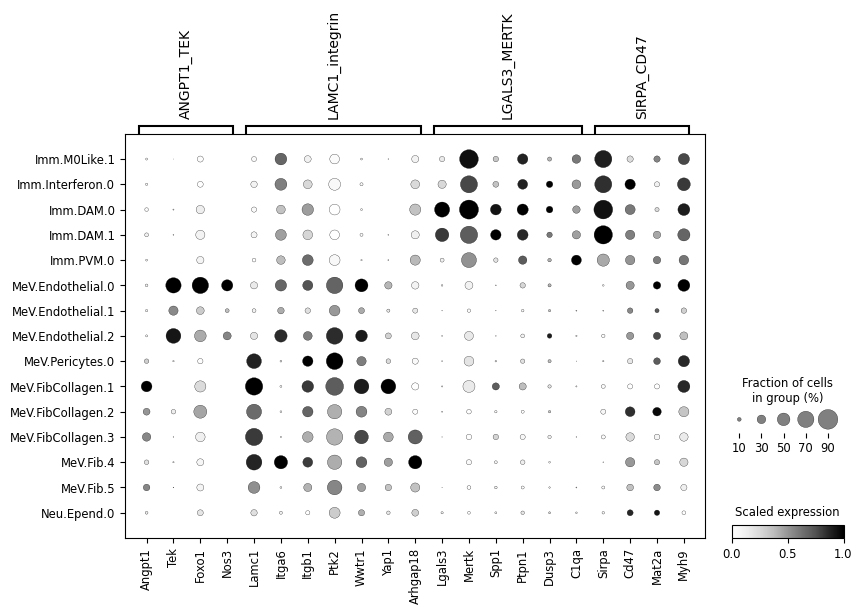 ANGPT1_TEK
LAMC1_integrin
LGALS3_MERTK
SIRPA_CD47
Imm.M0Like.1
Imm.Interferon.0
Imm.DAM.0
Imm.DAM.1
Imm.PVM.0
MeV.Endothelial.0
MeV.Endothelial.1
MeV.Endothelial.2
MeV.Pericytes.0
MeV.FibCollagen.1
MeV.FibCollagen.2
MeV.FibCollagen.3
MeV.Fib.4
MeV.Fib.5
Neu.Epend.0
Angpt1
Tek
Foxo1
Nos3
Lamc1
Itga6
Itgb1
Ptk2
Wwtr1
Yap1
Arhgap18
Lgals3
Mertk
Spp1
Ptpn1
Dusp3
C1qa
Sirpa
Cd47
Mat2a
Myh9
Fraction of cells
in group (%)
10 30 50 70 90
Scaled expression
0.0 0.5 1.0